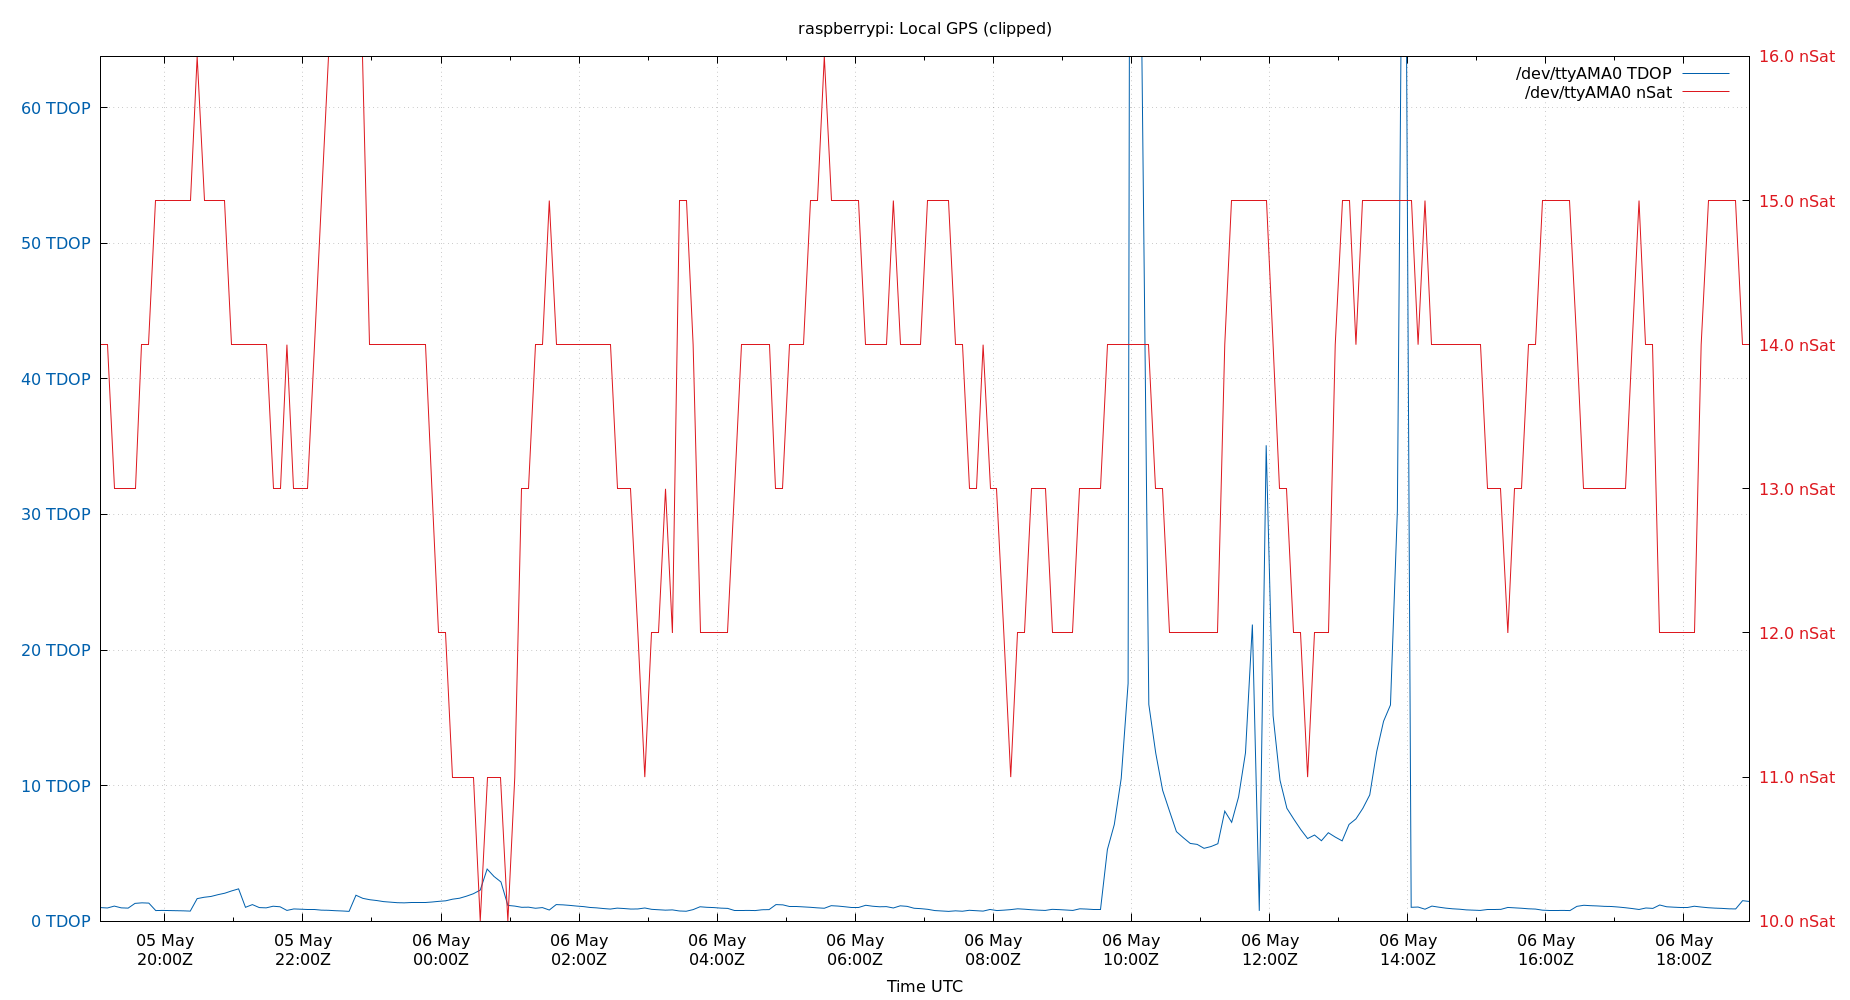 raspberrypi: Local GPS (clipped)
/dev/ttyAMA0 TDOP
/dev/ttyAMA0 nSat
60 TDOP
50 TDOP
40 TDOP
30 TDOP
20 TDOP
10 TDOP
0 TDOP
16.0 nSat
15.0 nSat
14.0 nSat
13.0 nSat
12.0 nSat
11.0 nSat
10.0 nSat
05 May
20:00Z
05 May
22:00Z
06 May
00:00Z
06 May
02:00Z
06 May
04:00Z
06 May
06:00Z
06 May
08:00Z
06 May
10:00Z
06 May
12:00Z
06 May
14:00Z
06 May
16:00Z
06 May
18:00Z
Time UTC